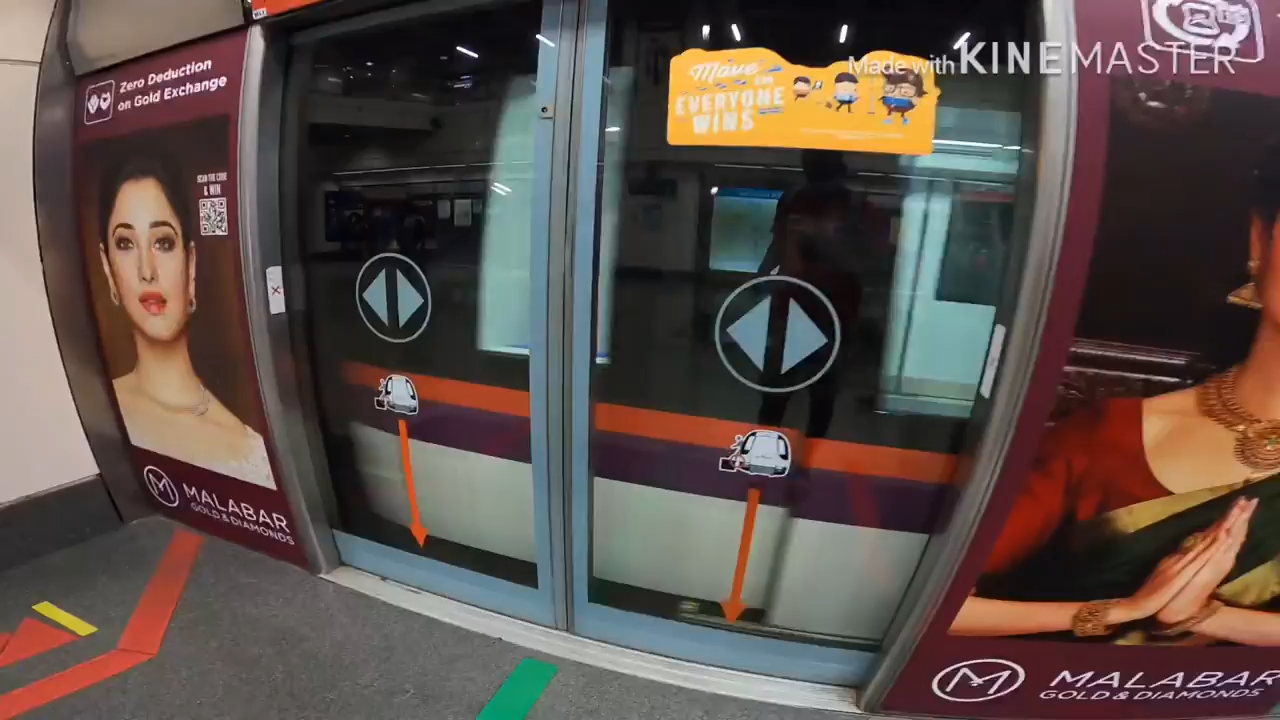 Zero Deduction
on Gold Exchange
SCAN THE CODE
& WIN
MALABAR
GOLD & DIAMONDS
Move in
EVERYONE
WINS
Made with KINEMASTER
MALABAR
GOLD & DIAMONDS